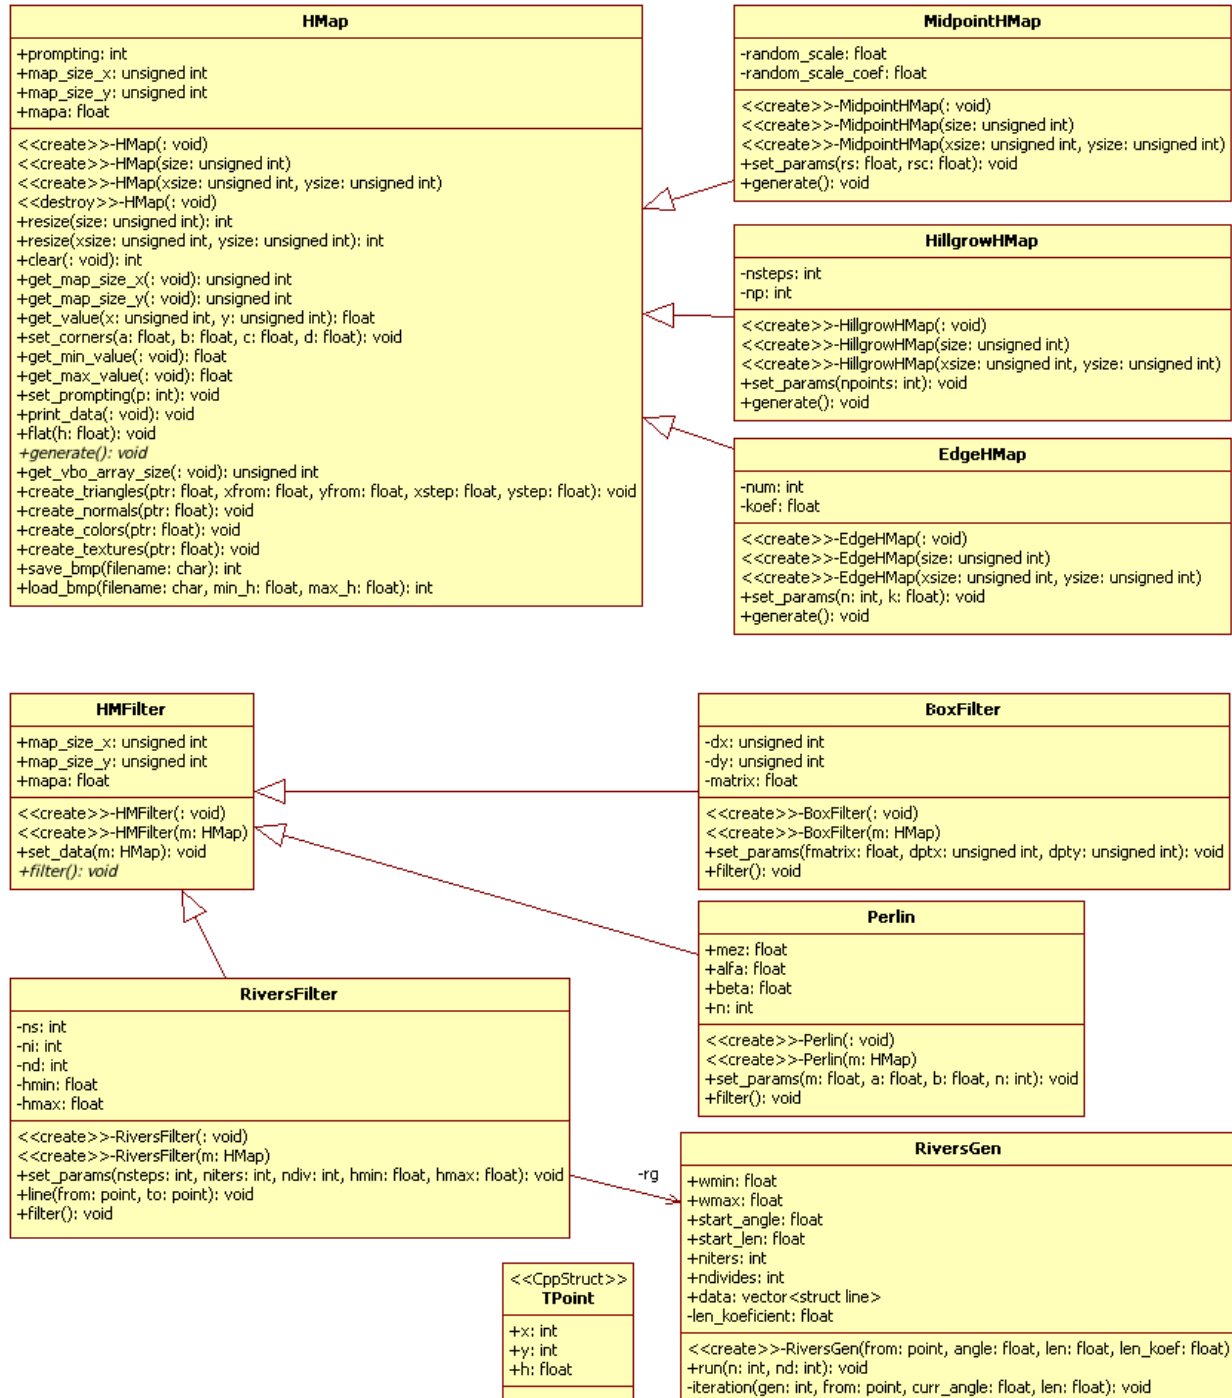 HMap
+prompting: int
+map_size_x: unsigned int
+map_size_y: unsigned int
+mapa: float
<<create>>-HMap(: void)
<<create>>-HMap(size: unsigned int)
<<create>>-HMap(xsize: unsigned int, ysize: unsigned int)
<<destroy>>-HMap(: void)
+resize(size: unsigned int): int
+resize(xsize: unsigned int, ysize: unsigned int): int
+clear(: void): int
+get_map_size_x(: void): unsigned int
+get_map_size_y(: void): unsigned int
+get_value(x: unsigned int, y: unsigned int): float
+set_corners(a: float, b: float, c: float, d: float): void
+get_min_value(: void): float
+get_max_value(: void): float
+set_prompting(p: int): void
+print_data(: void): void
+flat(h: float): void
+generate(): void
+get_vbo_array_size(: void): unsigned int
+create_triangles(ptr: float, xfrom: float, yfrom: float, xstep: float, ystep: float): void
+create_normals(ptr: float): void
+create_colors(ptr: float): void
+create_textures(ptr: float): void
+save_bmp(filename: char): int
+load_bmp(filename: char, min_h: float, max_h: float): int
MidpointHMap
-random_scale: float
-random_scale_coef: float
<<create>>-MidpointHMap(: void)
<<create>>-MidpointHMap(size: unsigned int)
<<create>>-MidpointHMap(xsize: unsigned int, ysize: unsigned int)
+set_params(rs: float, rsc: float): void
+generate(): void
HillgrowHMap
-nsteps: int
-np: int
<<create>>-HillgrowHMap(: void)
<<create>>-HillgrowHMap(size: unsigned int)
<<create>>-HillgrowHMap(xsize: unsigned int, ysize: unsigned int)
+set_params(npoints: int): void
+generate(): void
EdgeHMap
-num: int
-koef: float
<<create>>-EdgeHMap(: void)
<<create>>-EdgeHMap(size: unsigned int)
<<create>>-EdgeHMap(xsize: unsigned int, ysize: unsigned int)
+set_params(n: int, k: float): void
+generate(): void
HMFilter
+map_size_x: unsigned int
+map_size_y: unsigned int
+mapa: float
<<create>>-HMFilter(: void)
<<create>>-HMFilter(m: HMap)
+set_data(m: HMap): void
+filter(): void
BoxFilter
-dx: unsigned int
-dy: unsigned int
-matrix: float
<<create>>-BoxFilter(: void)
<<create>>-BoxFilter(m: HMap)
+set_params(fmatrix: float, dptx: unsigned int, dpty: unsigned int): void
+filter(): void
Perlin
+mez: float
+alfa: float
+beta: float
+n: int
<<create>>-Perlin(: void)
<<create>>-Perlin(m: HMap)
+set_params(m: float, a: float, b: float, n: int): void
+filter(): void
RiversFilter
-ns: int
-ni: int
-nd: int
-hmin: float
-hmax: float
<<create>>-RiversFilter(: void)
<<create>>-RiversFilter(m: HMap)
+set_params(nsteps: int, niters: int, ndiv: int, hmin: float, hmax: float): void
+line(from: point, to: point): void
+filter(): void
-rg
RiversGen
+wmin: float
+wmax: float
+start_angle: float
+start_len: float
+niters: int
+ndivides: int
+data: vector<struct line>
-len_koeficient: float
<<create>>-RiversGen(from: point, angle: float, len: float, len_koef: float)
+run(n: int, nd: int): void
-iteration(gen: int, from: point, curr_angle: float, len: float): void
<<CppStruct>>
TPoint
+x: int
+y: int
+h: float